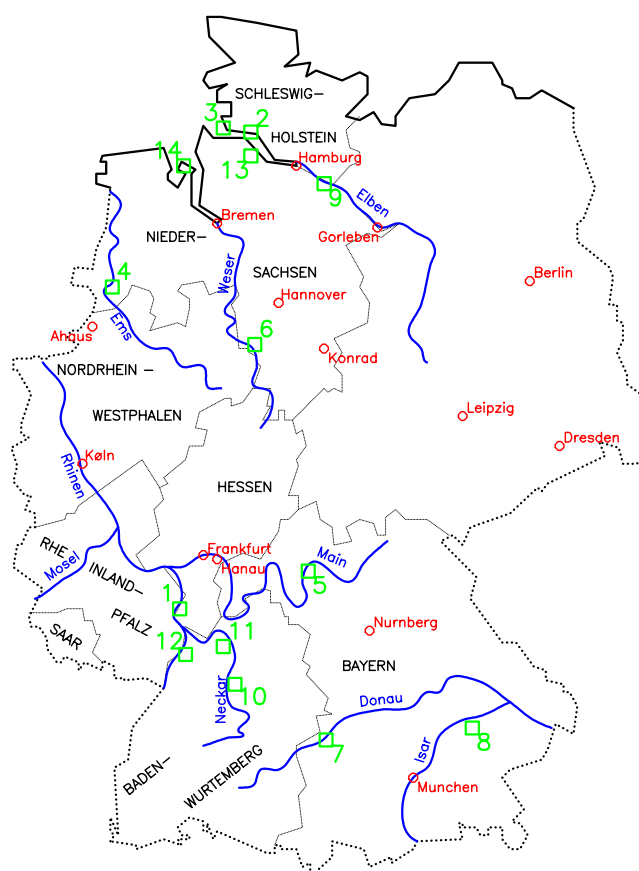 SCHLESWIG–
3
2
HOLSTEIN
14
13
Hamburg
9
Elben
Bremen
Gorleben
NIEDER–
Weser
SACHSEN
Berlin
4
Hannover
Ems
Ahaus
6
Konrad
NORDRHEIN –
WESTPHALEN
Leipzig
Dresden
Køln
Rhinen
HESSEN
RHE
INLAND–
PFALZ
Mosel
Frankfurt
Hanau
Main
5
1
SAAR
12
11
Nurnberg
BAYERN
10
Neckar
Donau
7
8
Isar
BADEN–
WURTEMBERG
Munchen